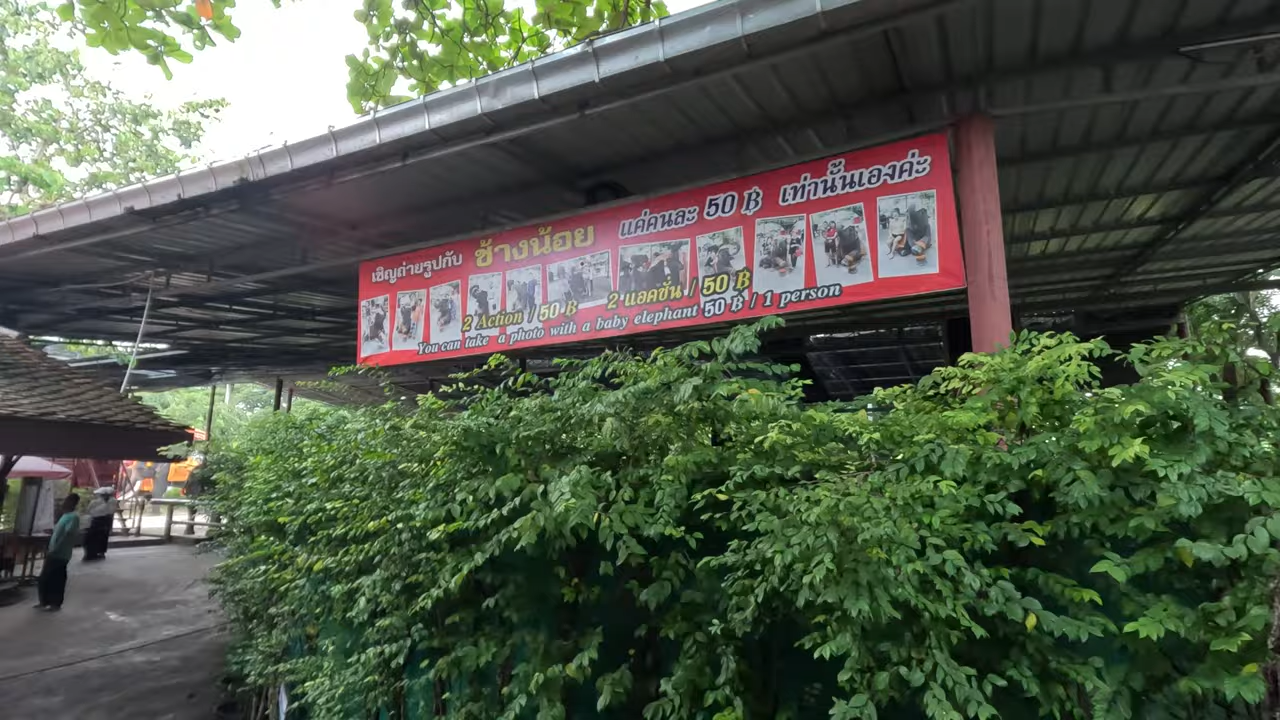 เชิญถ่ายรูปกับ ช้างน้อย แค่คนละ 50 ฿ เท่านั้นเองค่ะ
2 Action / 50 ฿ 2 แอคชั่น / 50 ฿
You can take a photo with a baby elephant 50 ฿ / 1 person